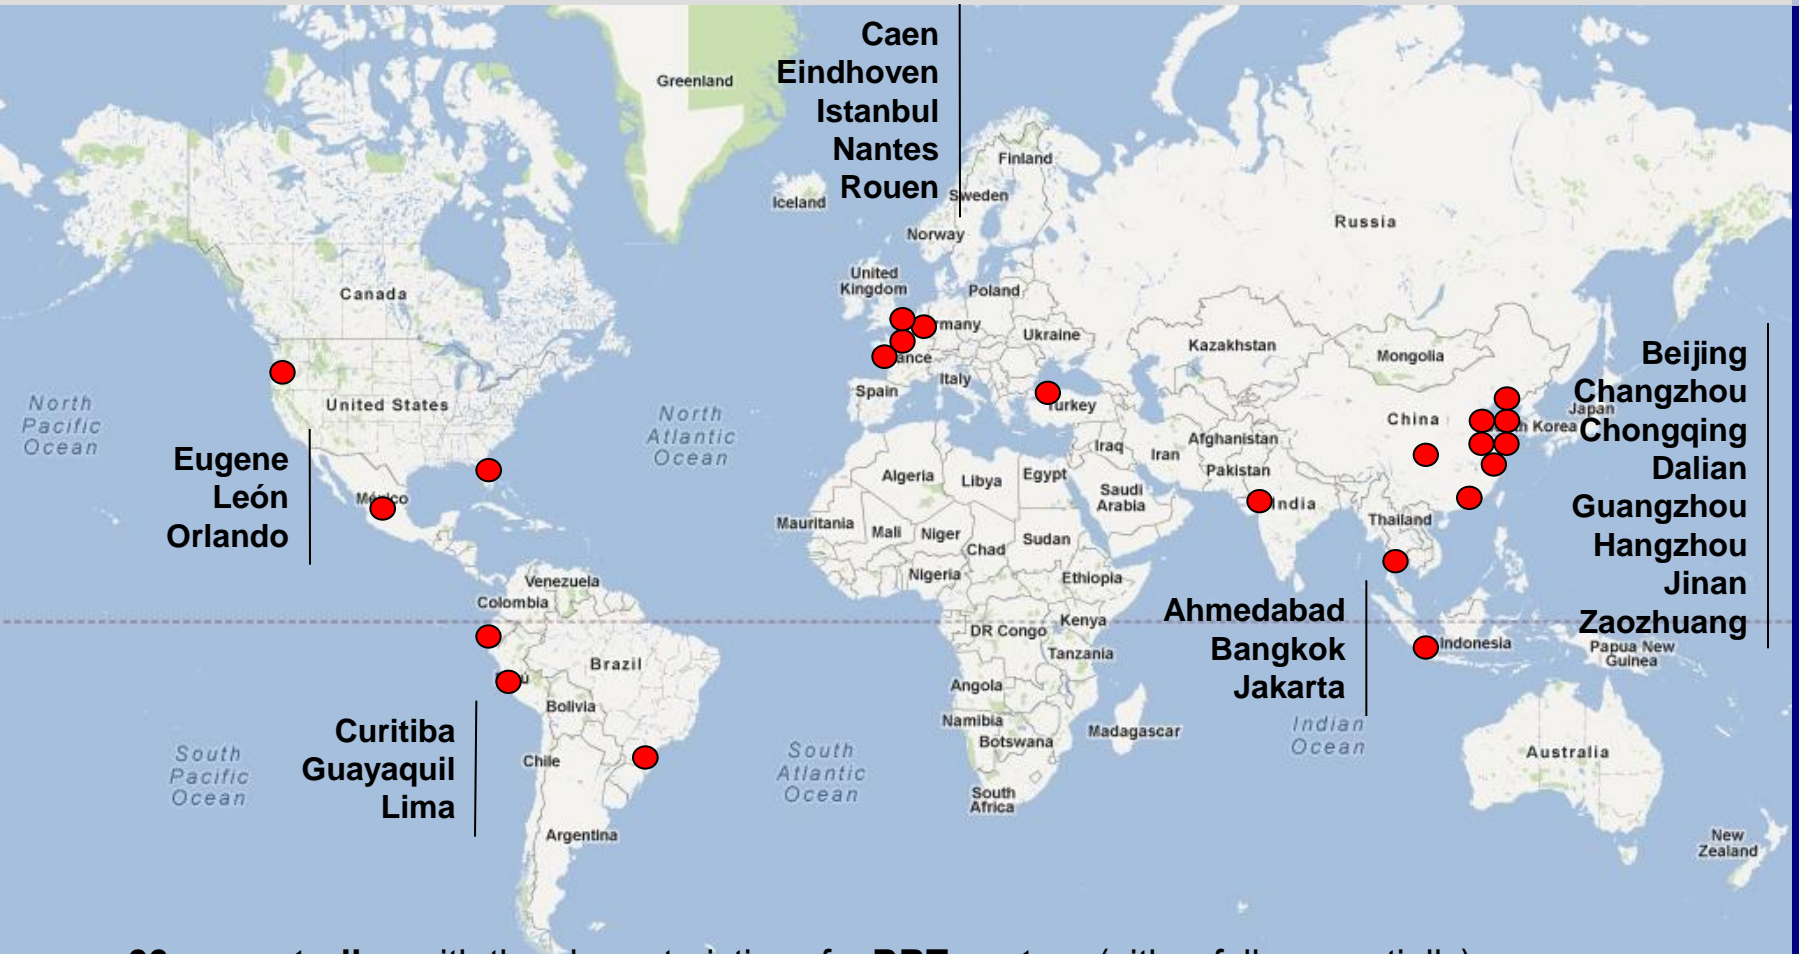 Caen
Eindhoven
Istanbul
Nantes
Rouen
Greenland
Iceland
Finland
Sweden
Norway
Russia
United
Kingdom
Poland
Canada
Ukraine
Kazakhstan
Mongolia
Spain
Italy
United States
North
Pacific
Ocean
North
Atlantic
Ocean
China
Japan
Iraq
Iran
Afghanistan
Pakistan
Algeria
Libya
Egypt
Saudi
Arabia
India
Thailand
Mauritania
Mali
Niger
Chad
Sudan
Nigeria
Ethiopia
Eugene
León
Orlando
México
Beijing
Changzhou
Chongqing
Dalian
Guangzhou
Hangzhou
Jinan
Zaozhuang
Venezuela
Colombia
Brazil
Bolivia
Chile
Argentina
DR Congo
Kenya
Tanzania
Angola
Namibia
Botswana
Madagascar
South
Africa
Ahmedabad
Bangkok
Jakarta
Indonesia
Papua New
Guinea
Indian
Ocean
Australia
New
Zealand
Curitiba
Guayaquil
Lima
South
Pacific
Ocean
South
Atlantic
Ocean